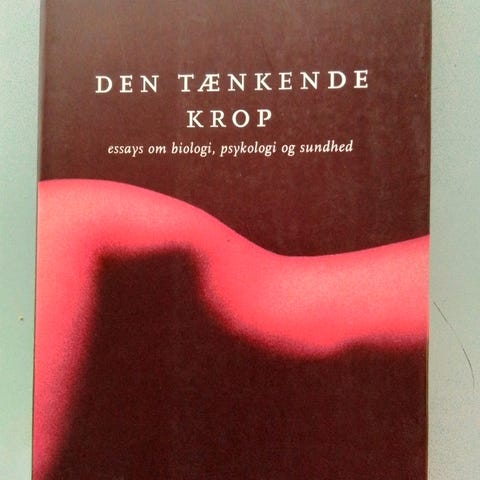 DEN TÆNKENDE
KROP
essays om biologi, psykologi og sundhed